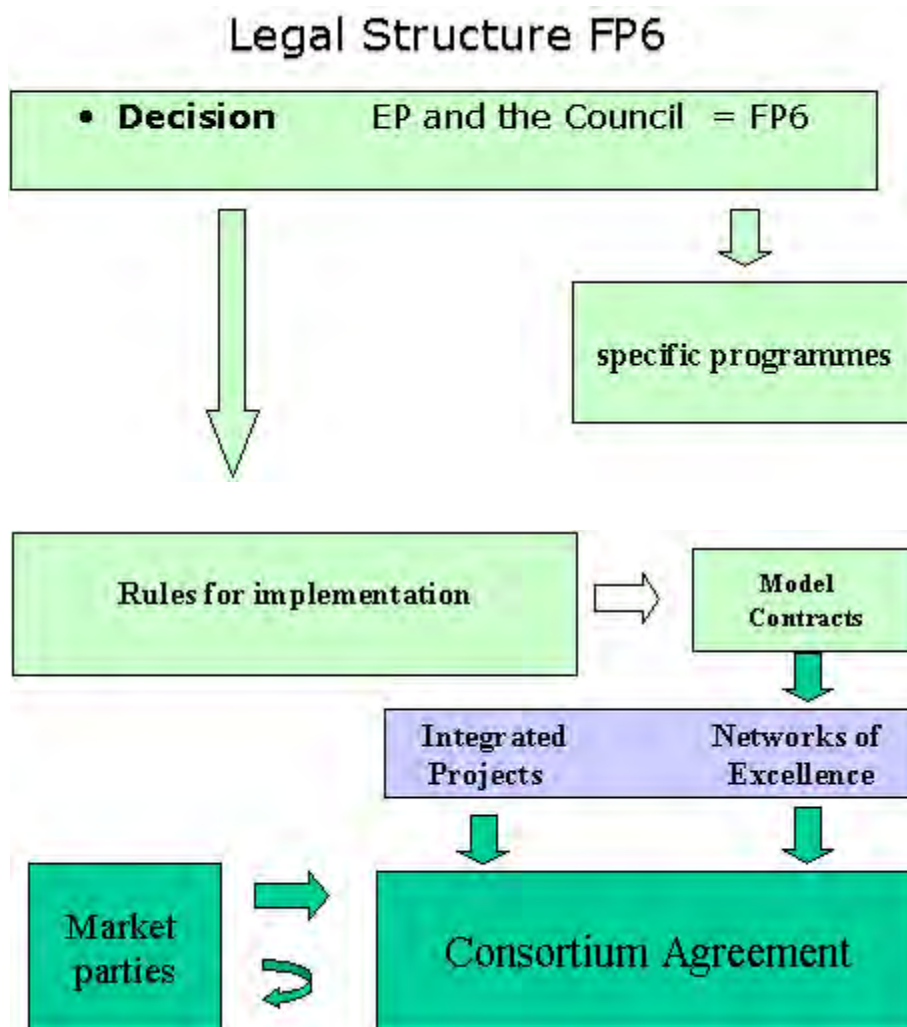 Legal Structure FP6
• Decision EP and the Council = FP6
specific programmes
Rules for implementation
Model
Contracts
Integrated
Projects
Networks of
Excellence
Market
parties
Consortium Agreement